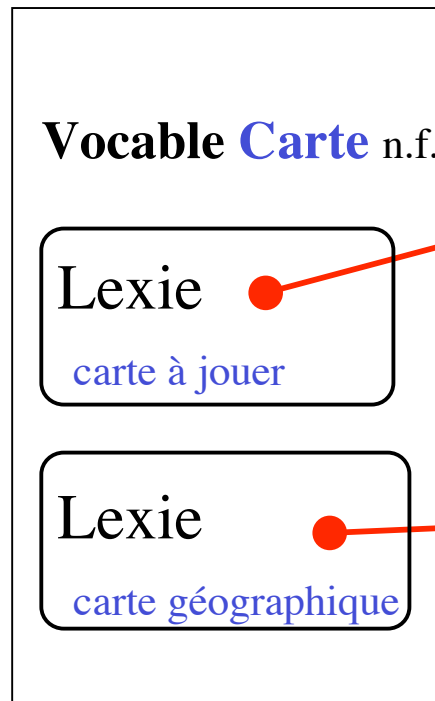 Vocable Carte n.f.
Lexie
carte à jouer
Lexie
carte géographique